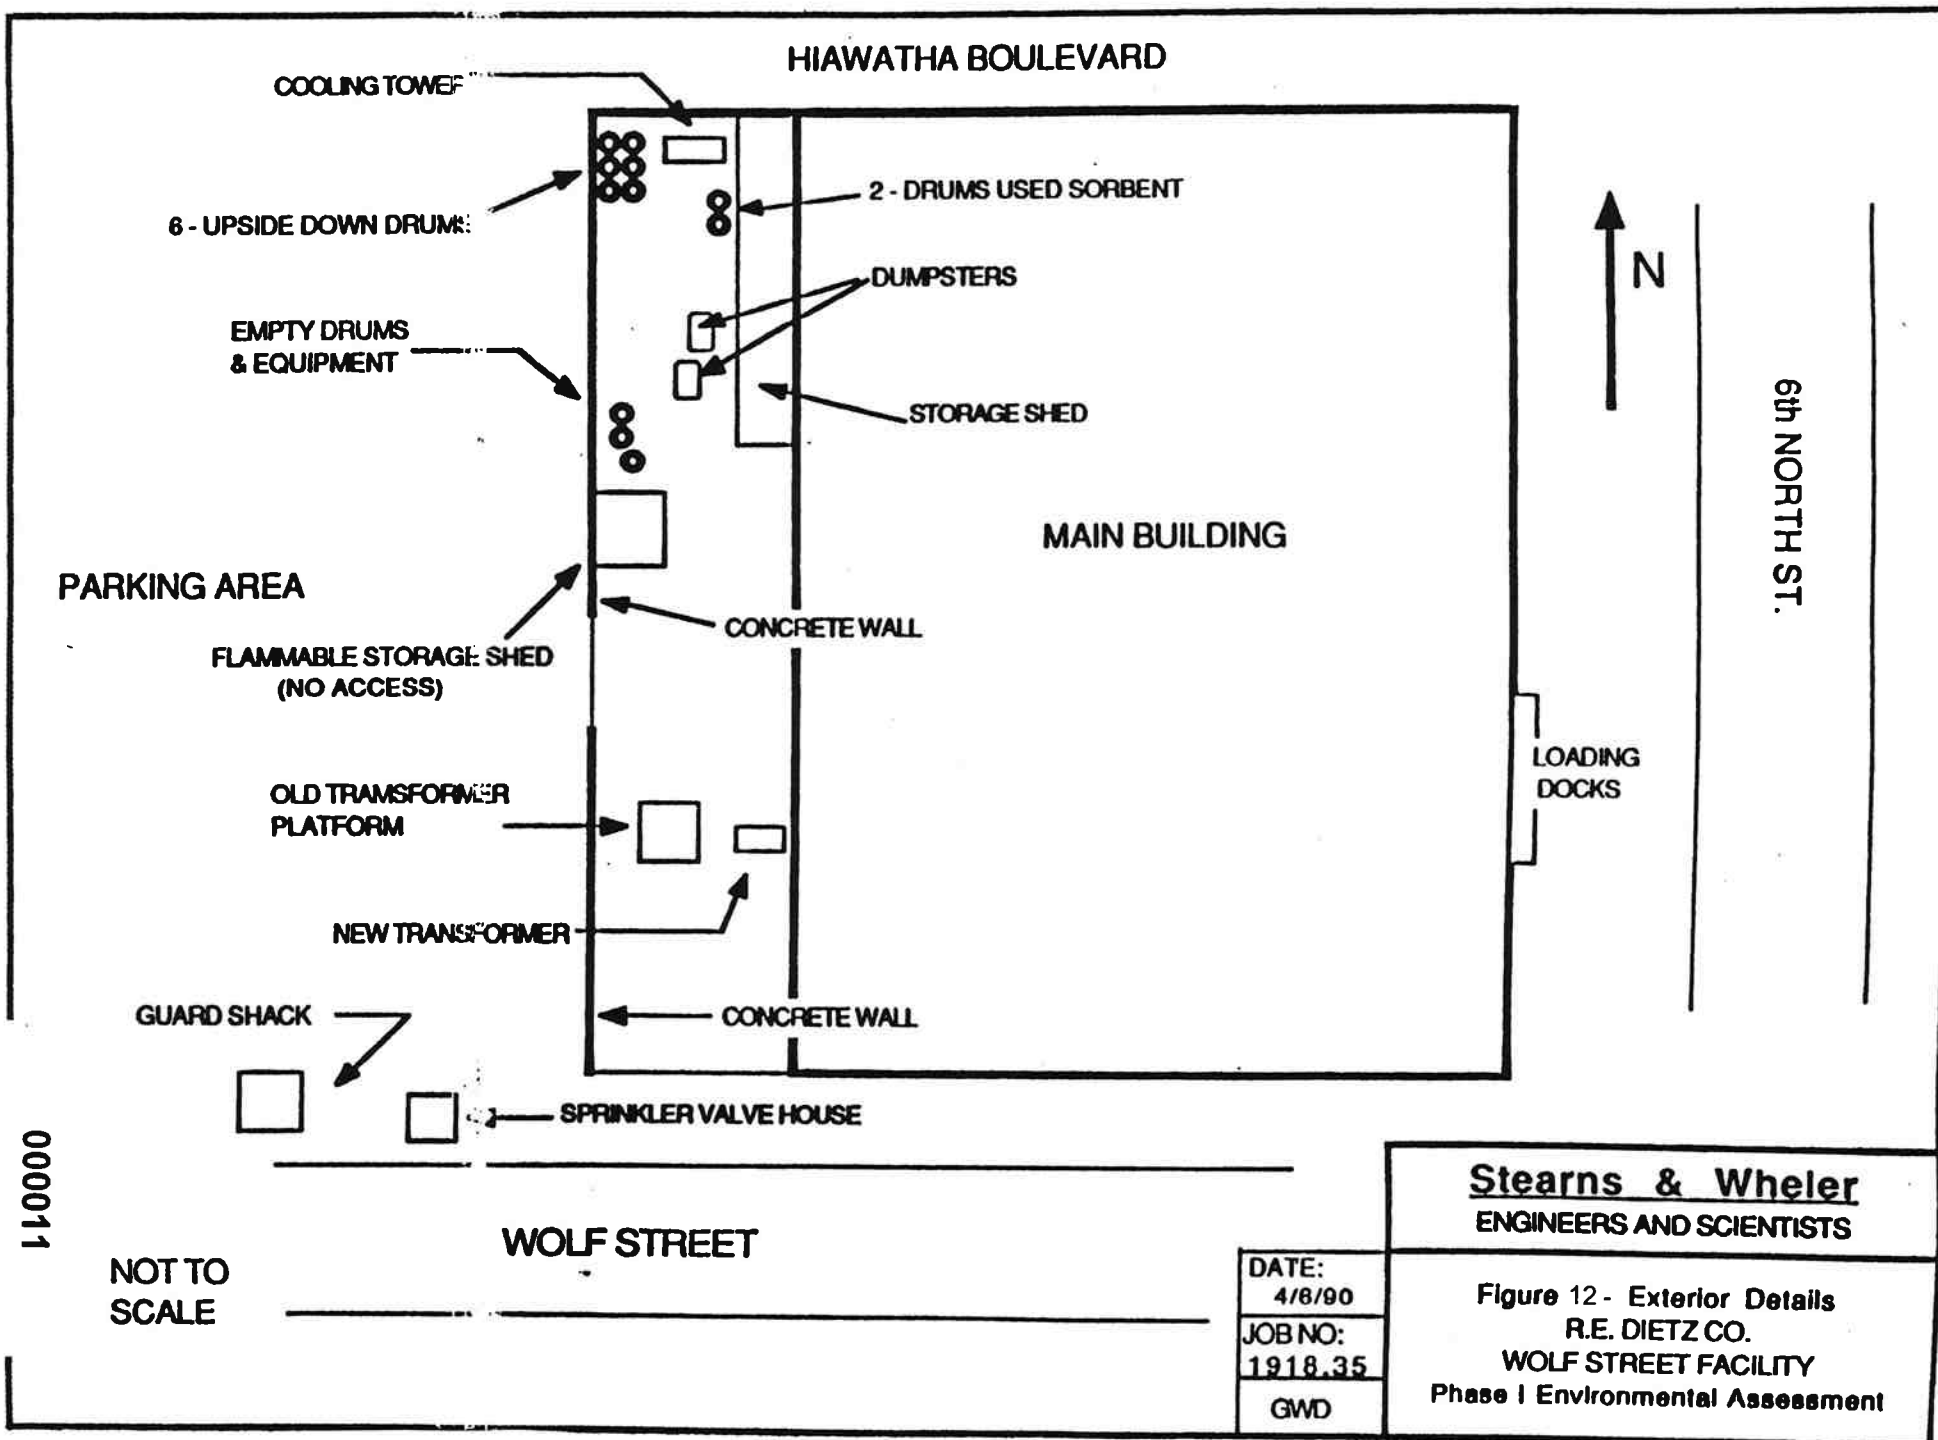 HIAWATHA BOULEVARD
COOLING TOWER
6 - UPSIDE DOWN DRUMS
2 - DRUMS USED SORBENT
DUMPSTERS
EMPTY DRUMS
& EQUIPMENT
STORAGE SHED
N
6th NORTH ST.
MAIN BUILDING
PARKING AREA
CONCRETE WALL
FLAMMABLE STORAGE SHED
(NO ACCESS)
LOADING
DOCKS
OLD TRAMSFORMER
PLATFORM
NEW TRANSFORMER
GUARD SHACK
CONCRETE WALL
SPRINKLER VALVE HOUSE
000011
WOLF STREET
NOT TO
SCALE
Stearns & Wheler
ENGINEERS AND SCIENTISTS
DATE:
4/6/90
JOB NO:
1918.35
GWD
Figure 12 - Exterior Details
R.E. DIETZ CO.
WOLF STREET FACILITY
Phase I Environmental Assessment